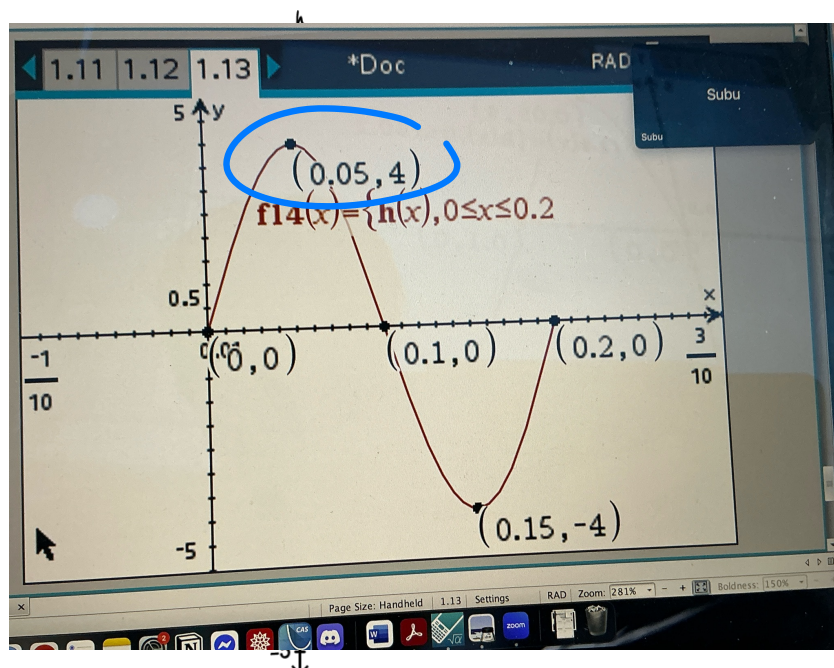 1.11 1.12 1.13 *Doc RAD
Subu
Subu
5 y
(0.05,4)
f14(x)={h(x),0≤x≤0.2
0.5
x
(0,0)
(0.1,0)
(0.2,0)
-1
10
3
10
(0.15,-4)
-5
Page Size: Handheld 1.13 Settings RAD Zoom: 281% - + Boldness: 150%
2 CAS W √α zoom